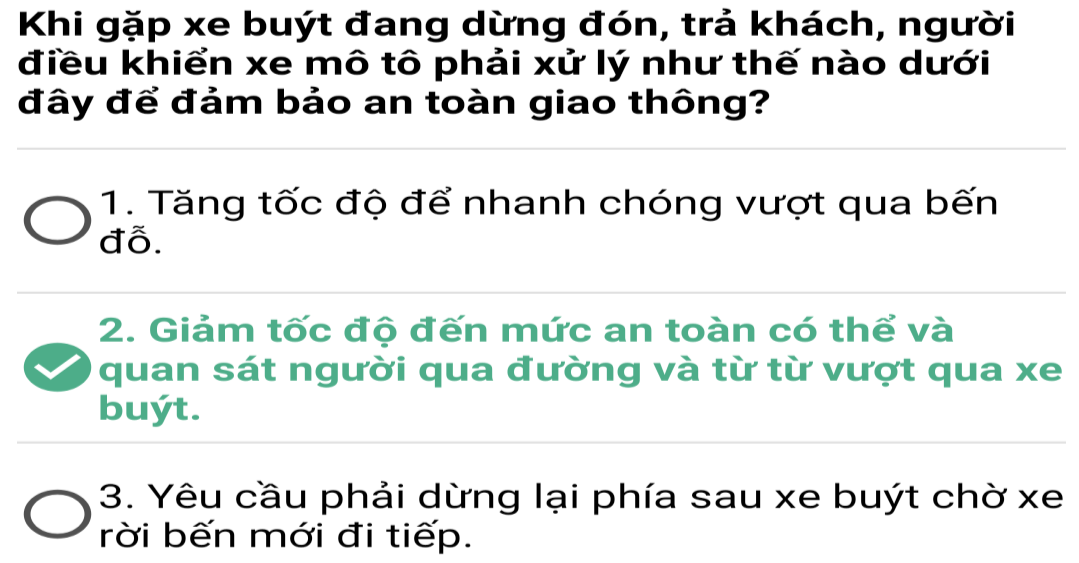 Khi gặp xe buýt đang dừng đón, trả khách, người
điều khiển xe mô tô phải xử lý như thế nào dưới
đây để đảm bảo an toàn giao thông?
1. Tăng tốc độ để nhanh chóng vượt qua bến
đỗ.
2. Giảm tốc độ đến mức an toàn có thể và
quan sát người qua đường và từ từ vượt qua xe
buýt.
3. Yêu cầu phải dừng lại phía sau xe buýt chờ xe
rời bến mới đi tiếp.